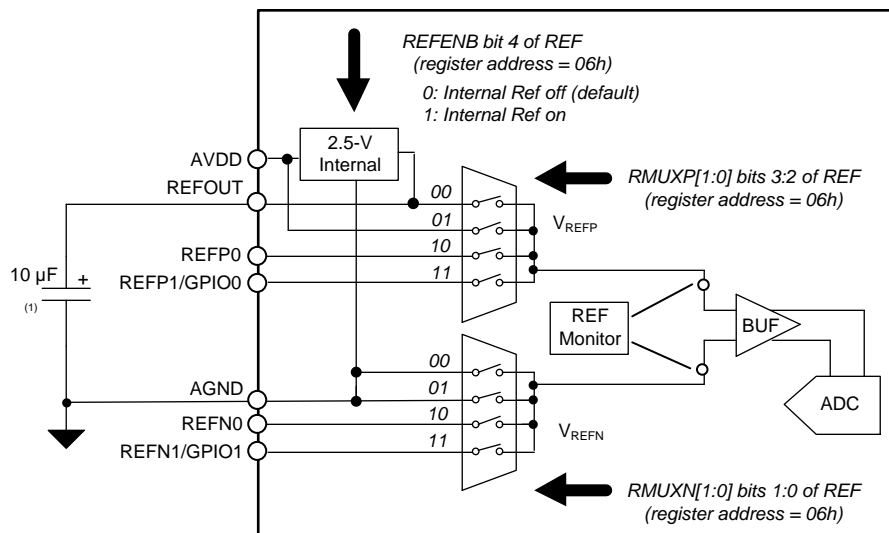 REFENB bit 4 of REF
(register address = 06h)
0: Internal Ref off (default)
1: Internal Ref on
2.5-V
Internal
AVDD
REFOUT
REFP0
REFP1/GPIO0
10 µF
+
(1)
00
01
10
11
RMUXP[1:0] bits 3:2 of REF
(register address = 06h)
VREFP
REF
Monitor
BUF
ADC
AGND
REFN0
REFN1/GPIO1
00
01
10
11
VREFN
RMUXN[1:0] bits 1:0 of REF
(register address = 06h)